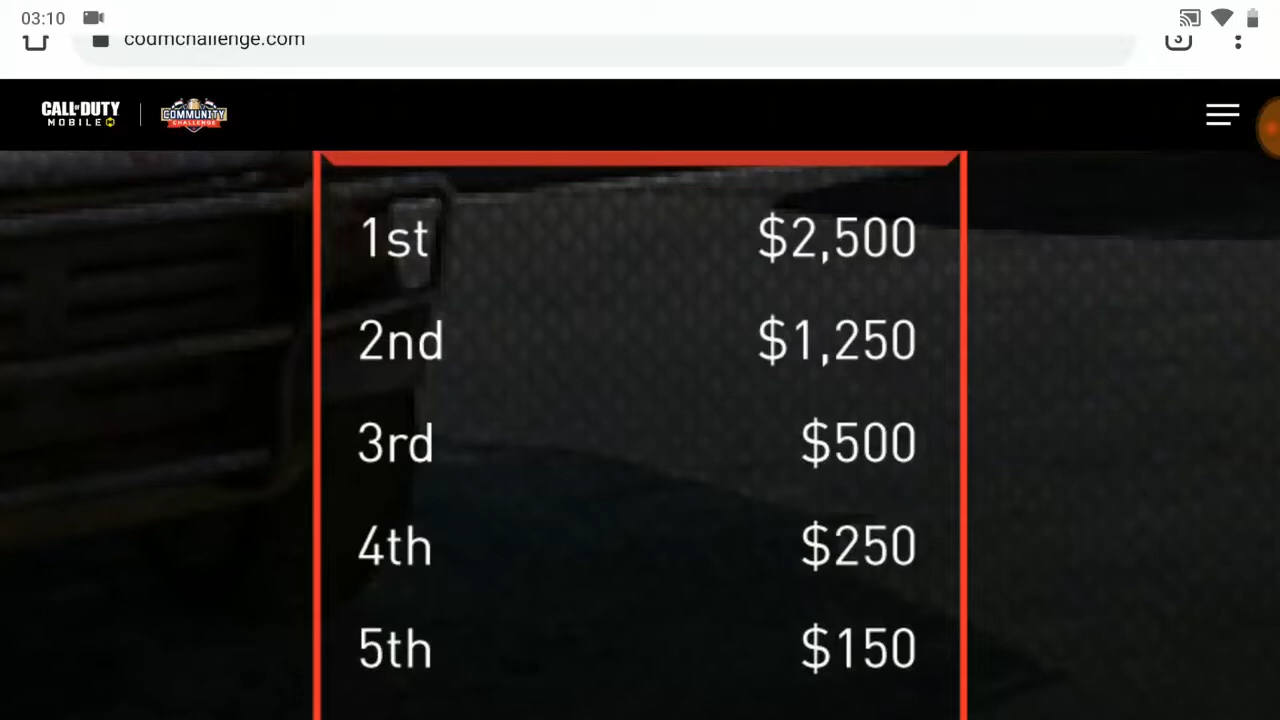 03:10
codmchallenge.com
3
CALL OF DUTY
MOBILE
COMMUNITY
CHALLENGE
1st $2,500
2nd $1,250
3rd $500
4th $250
5th $150